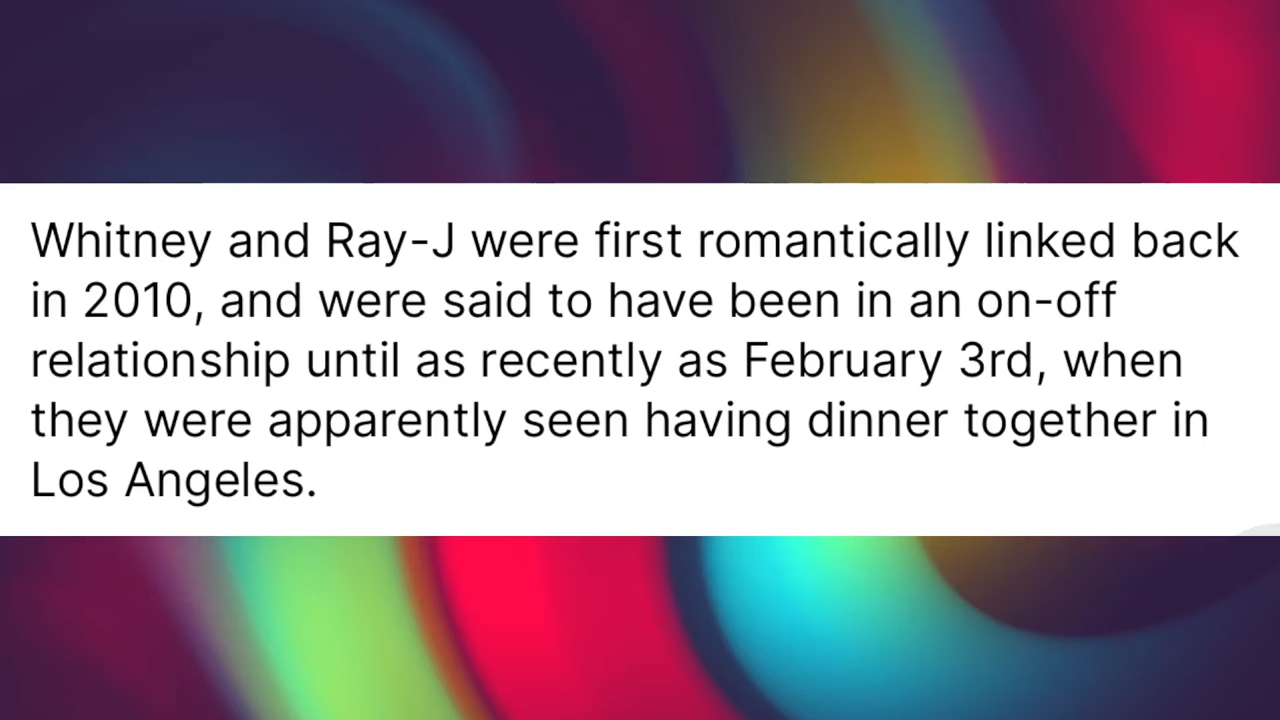 Whitney and Ray-J were first romantically linked back
in 2010, and were said to have been in an on-off
relationship until as recently as February 3rd, when
they were apparently seen having dinner together in
Los Angeles.